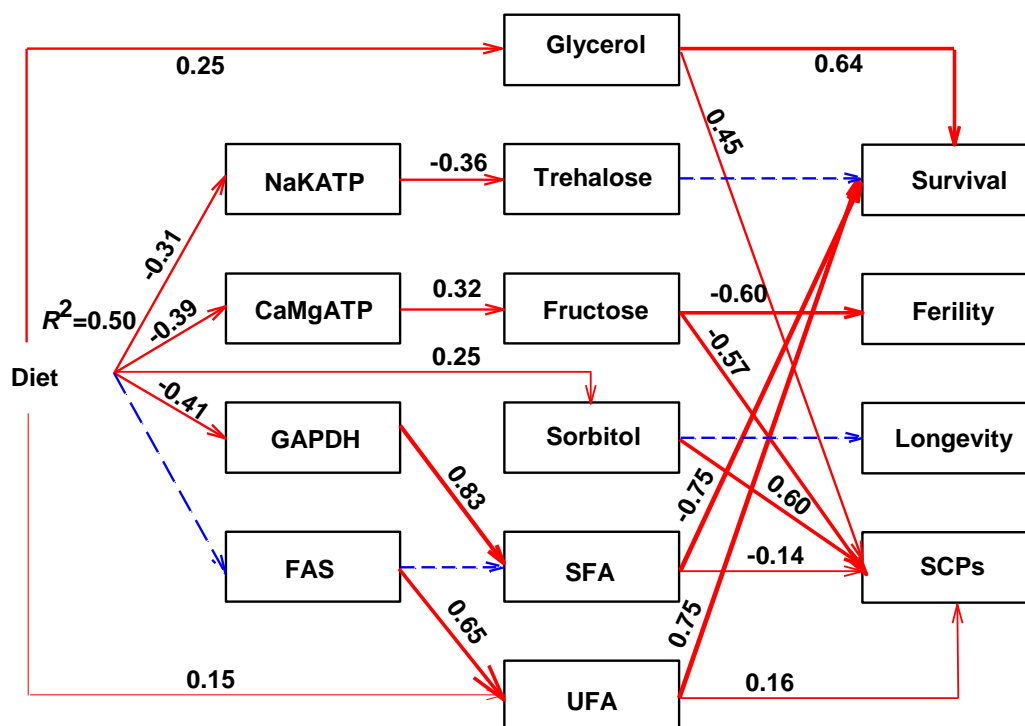 Glycerol
0.25
0.64
0.45
NaKATP
-0.36
Trehalose
Survival
-0.31
R²=0.50
-0.39
CaMgATP
0.32
Fructose
-0.60
Ferility
-0.57
Diet
0.25
-0.41
GAPDH
Sorbitol
Longevity
0.83
-0.75
0.60
FAS
SFA
-0.14
SCPs
0.65
0.75
0.15
UFA
0.16